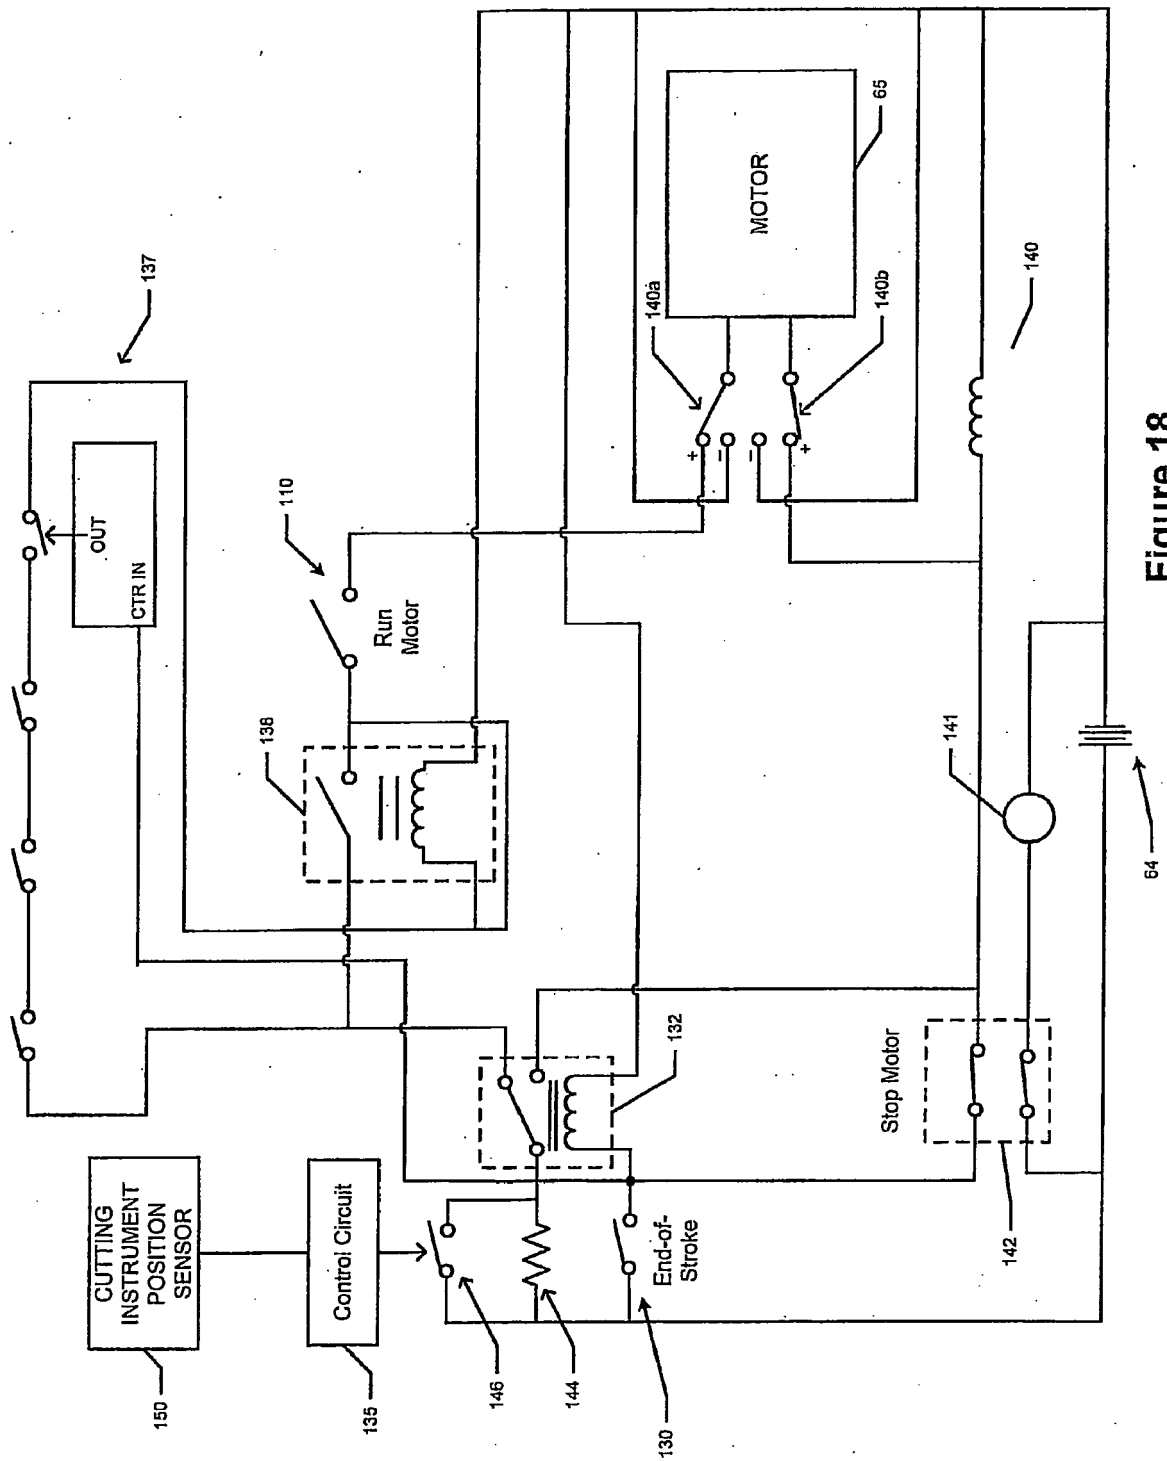 CUTTING
INSTRUMENT
POSITION
SENSOR
150
Control Circuit
135
146
144
130
End-of-
Stroke
132
Stop Motor
142
138
110
Run
Motor
CTR IN
OUT
137
140a
140b
+
−
−
+
MOTOR
65
140
141
64
Figure 18